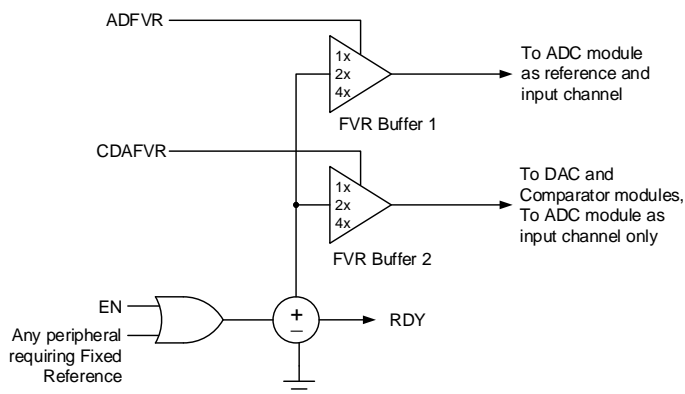 ADFVR
1x
2x
4x
FVR Buffer 1
To ADC module
as reference and
input channel
CDAFVR
1x
2x
4x
FVR Buffer 2
To DAC and
Comparator modules,
To ADC module as
input channel only
EN
Any peripheral
requiring Fixed
Reference
+
_
RDY